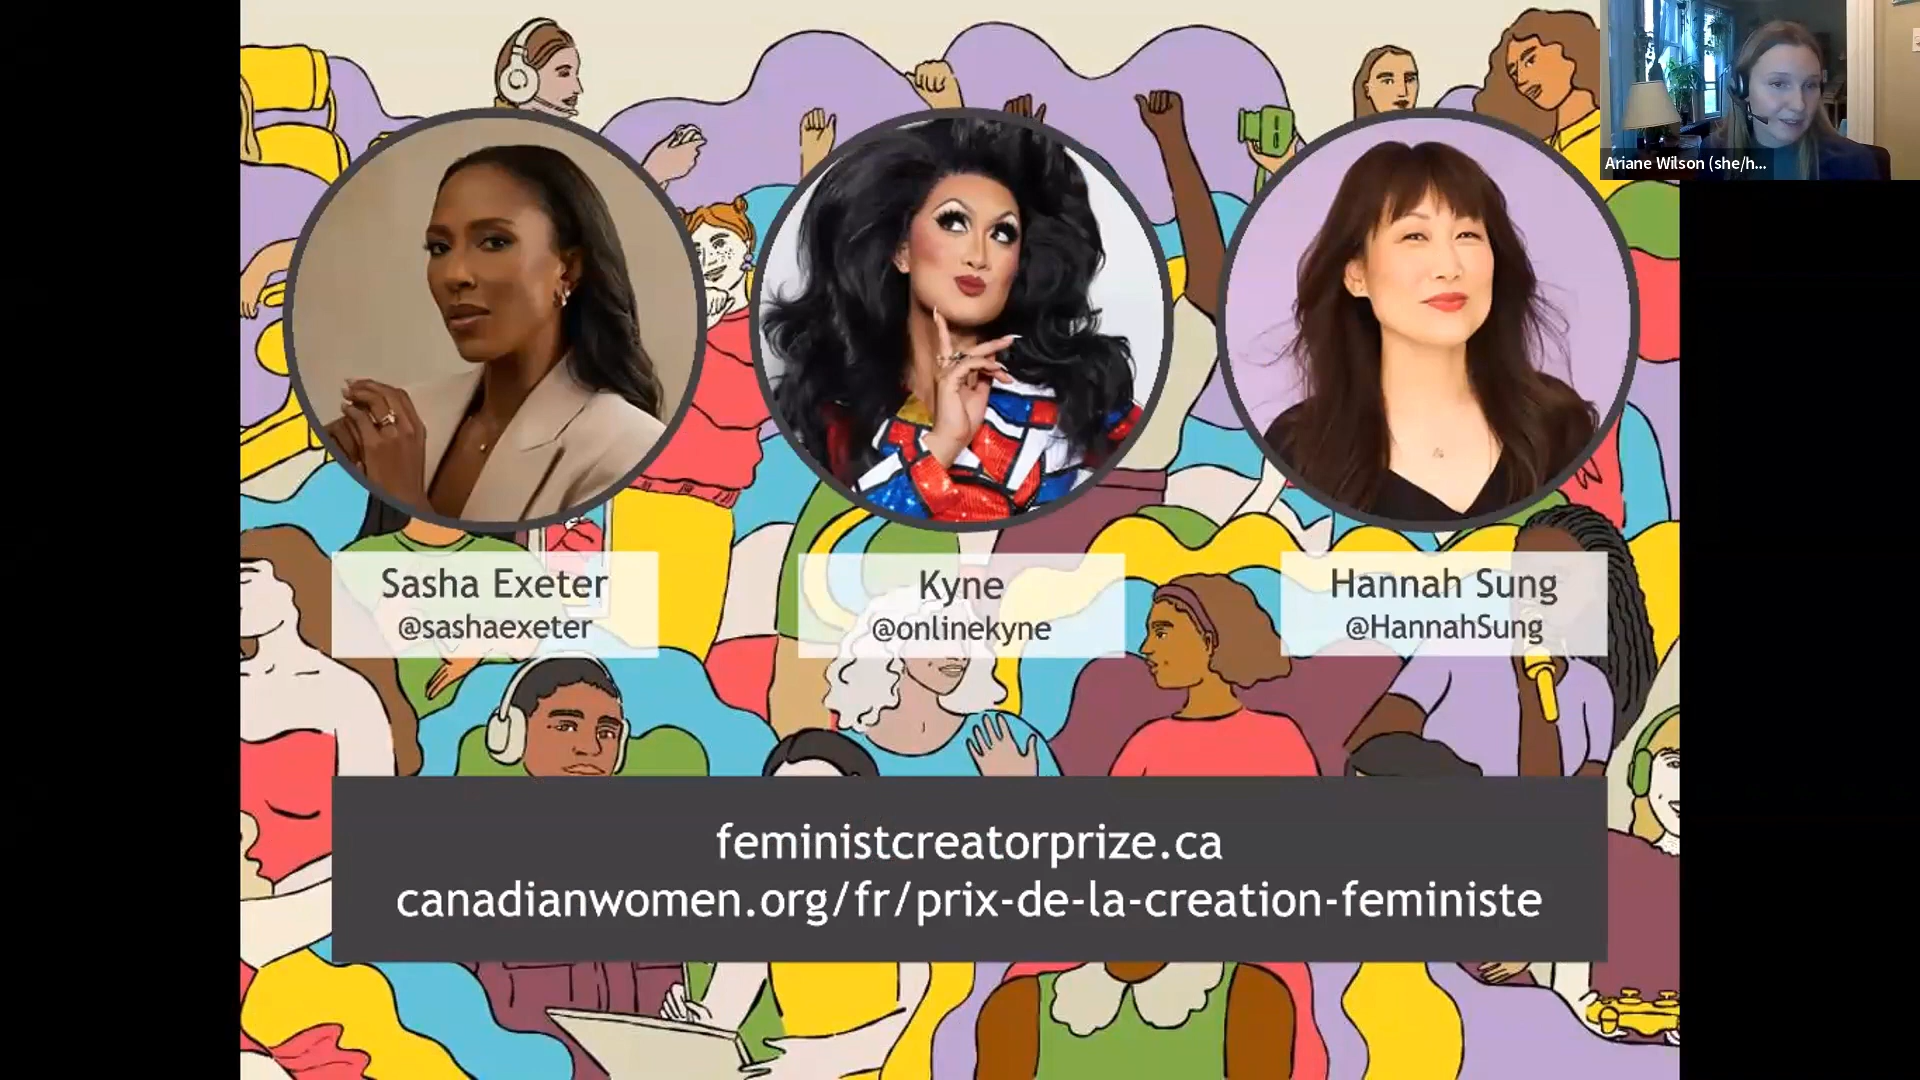 Ariane Wilson (she/h...
Sasha Exeter
@sashaexeter
Kyne
@onlinekyne
Hannah Sung
@HannahSung
feministcreatorprize.ca
canadianwomen.org/fr/prix-de-la-creation-feministe